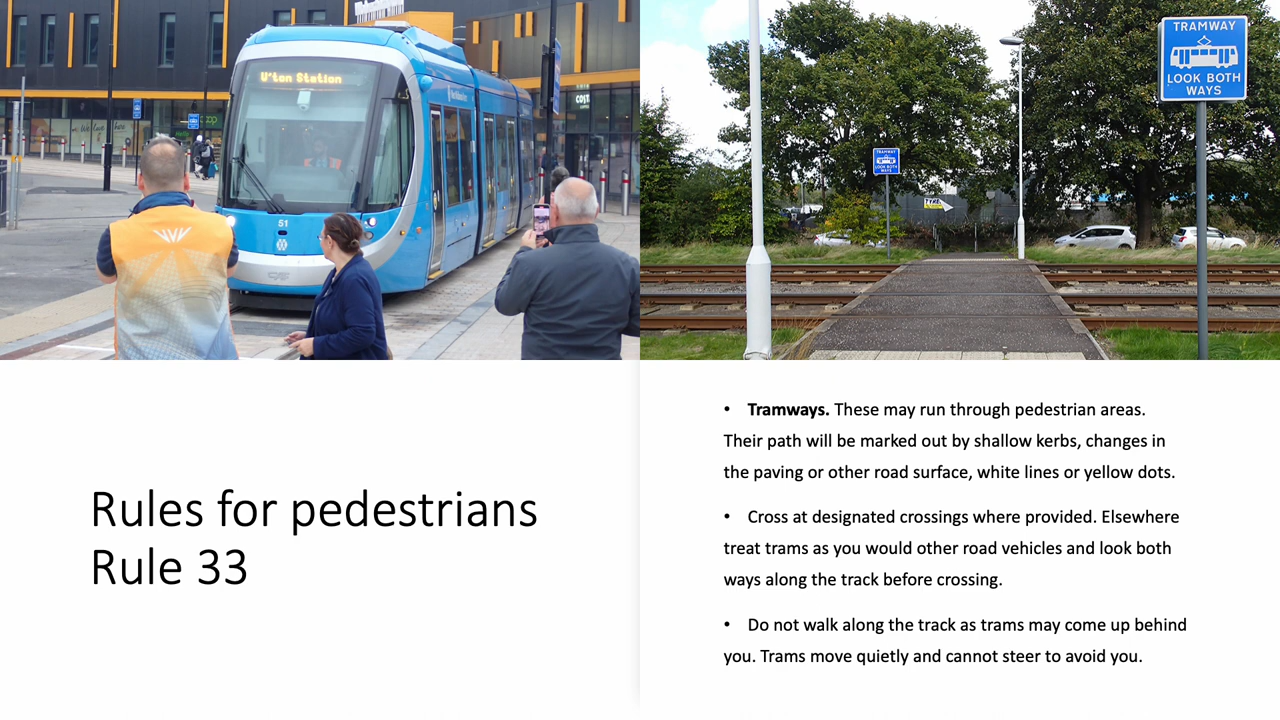 W'ton Station
51
TRAMWAY
LOOK BOTH
WAYS
TRAMWAY
LOOK BOTH
WAYS
TYRE
Rules for pedestrians
Rule 33
• Tramways. These may run through pedestrian areas.
Their path will be marked out by shallow kerbs, changes in
the paving or other road surface, white lines or yellow dots.
• Cross at designated crossings where provided. Elsewhere
treat trams as you would other road vehicles and look both
ways along the track before crossing.
• Do not walk along the track as trams may come up behind
you. Trams move quietly and cannot steer to avoid you.